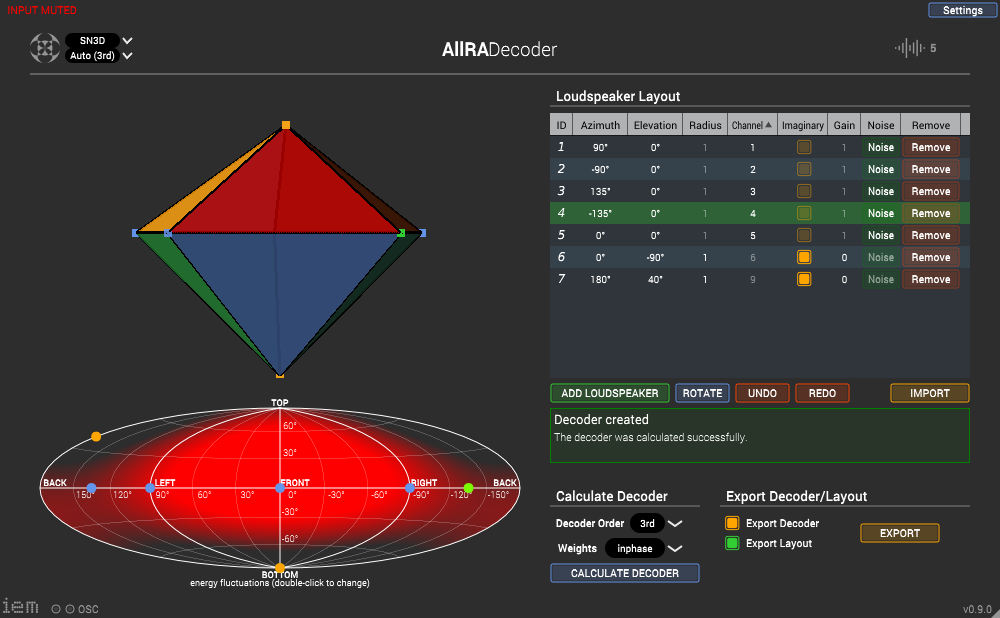 INPUT MUTED
Settings
SN3D
Auto (3rd)
AllRADecoder
5
Loudspeaker Layout
ID Azimuth Elevation Radius Channel Imaginary Gain Noise Remove
1 90° 0° 1 1 1 Noise Remove
2 -90° 0° 1 2 1 Noise Remove
3 135° 0° 1 3 1 Noise Remove
4 -135° 0° 1 4 1 Noise Remove
5 0° 0° 1 5 1 Noise Remove
6 0° -90° 1 6 0 Noise Remove
7 180° 40° 1 9 0 Noise Remove
ADD LOUDSPEAKER ROTATE UNDO REDO IMPORT
Decoder created
The decoder was calculated successfully.
TOP
60°
30°
BACK LEFT FRONT RIGHT BACK
150° 120° 90° 60° 30° 0° -30° -60° -90° -120° -150°
-30°
-60°
BOTTOM
energy fluctuations (double-click to change)
Calculate Decoder
Decoder Order 3rd
Weights inphase
CALCULATE DECODER
Export Decoder/Layout
Export Decoder
Export Layout
EXPORT
iem OSC
v0.9.0